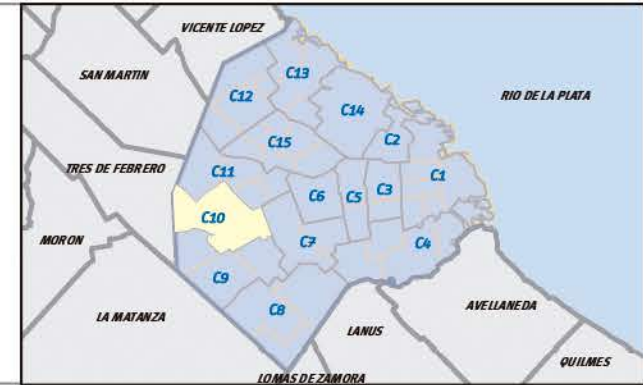 VICENTE LOPEZ
SAN MARTIN
C13
C12
RIO DE LA PLATA
C14
C2
C15
TRES DE FEBRERO
C11
C1
C6
C5
C3
C10
MORON
C7
C4
C9
AVELLANEDA
C8
LA MATANZA
LANUS
QUILMES
LOMAS DE ZAMORA